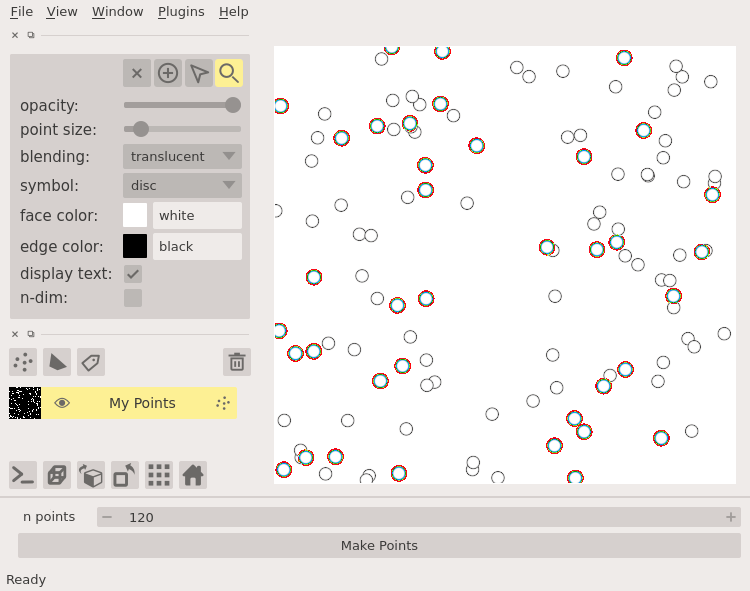 File View Window Plugins Help
opacity:
point size:
blending: translucent
symbol: disc
face color: white
edge color: black
display text:
n-dim:
My Points
n points 120
Make Points
Ready